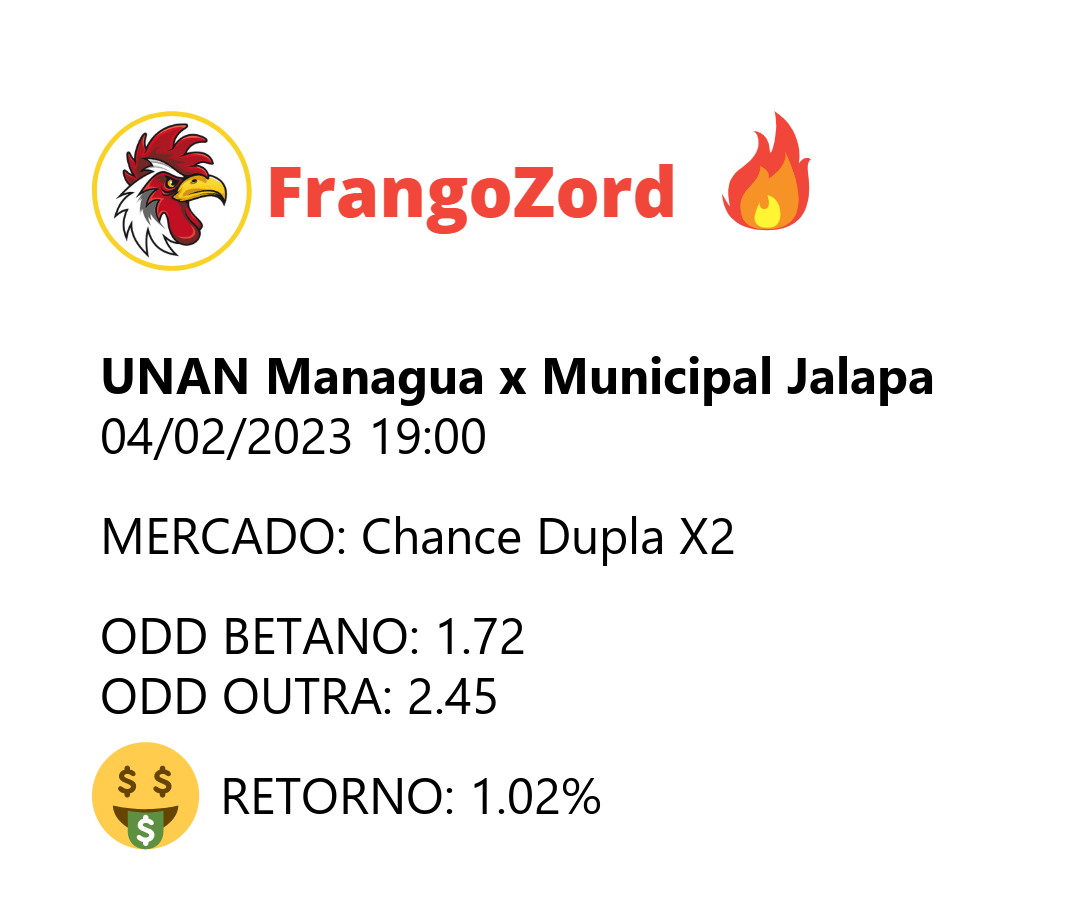 FrangoZord
UNAN Managua x Municipal Jalapa
04/02/2023 19:00
MERCADO: Chance Dupla X2
ODD BETANO: 1.72
ODD OUTRA: 2.45
RETORNO: 1.02%